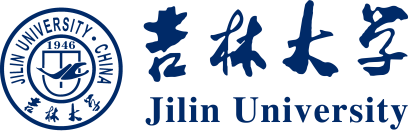 JILIN UNIVERSITY · CHINA
1946
吉林大学
吉林大学
Jilin University